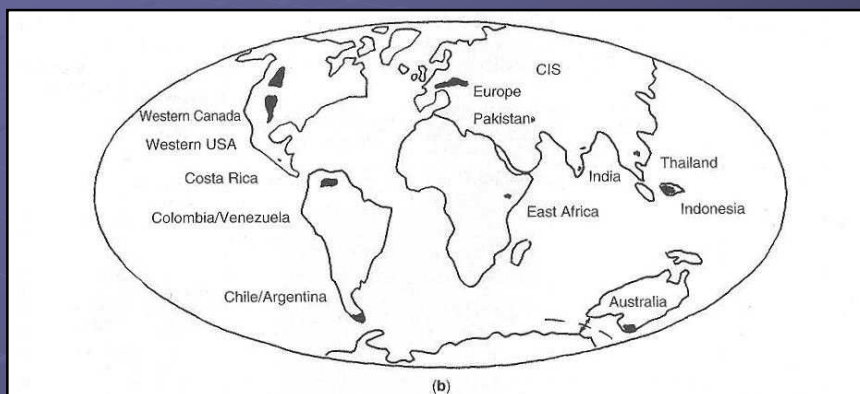 CIS
Europe
Western Canada
Pakistan
Western USA
Thailand
India
Costa Rica
Indonesia
East Africa
Colombia/Venezuela
Chile/Argentina
Australia
(b)